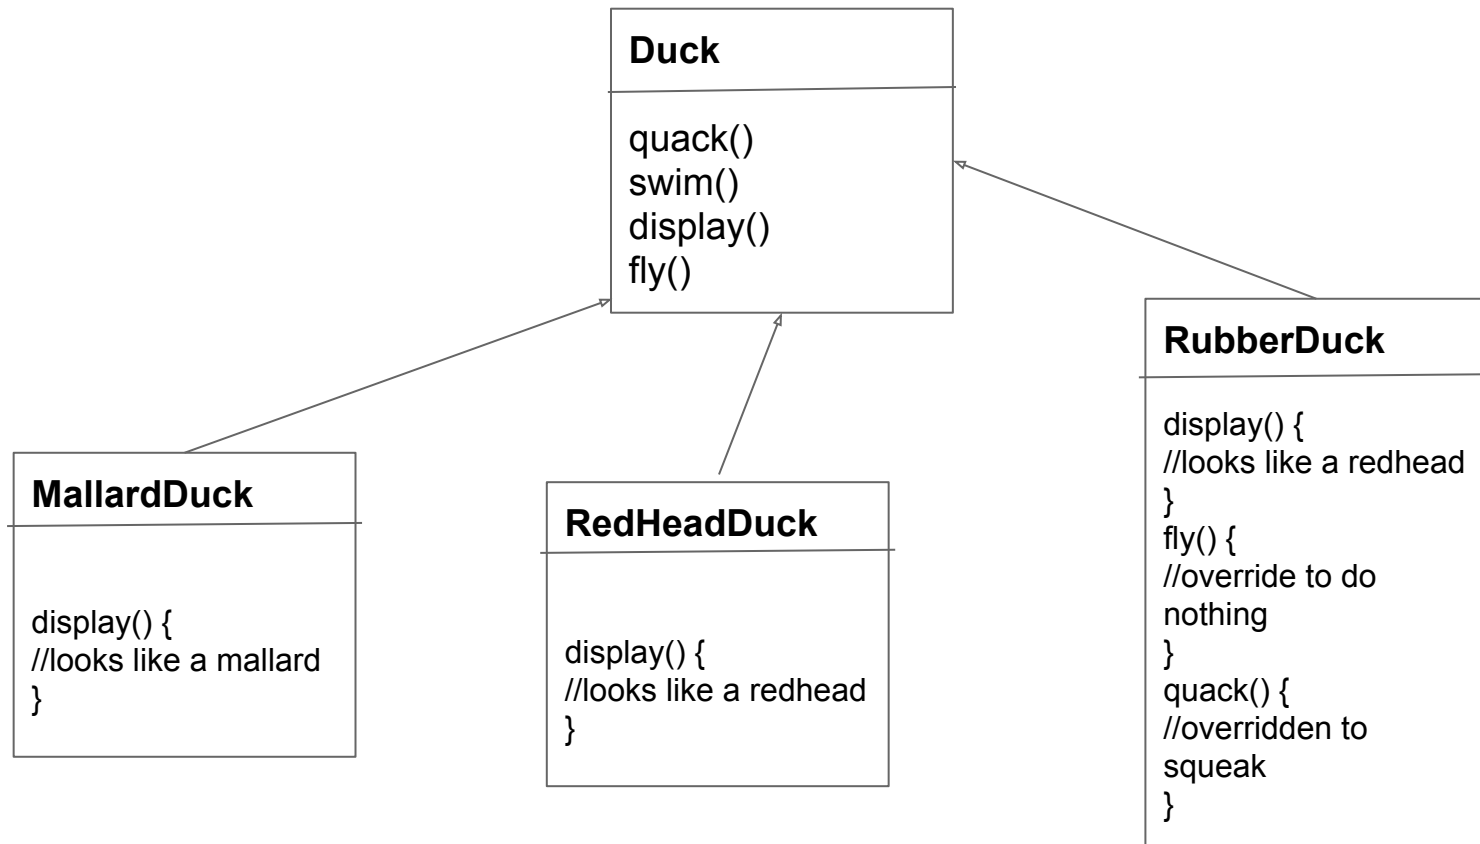 Duck
quack()
swim()
display()
fly()
MallardDuck
display() {
//looks like a mallard
}
RedHeadDuck
display() {
//looks like a redhead
}
RubberDuck
display() {
//looks like a redhead
}
fly() {
//override to do
nothing
}
quack() {
//overridden to
squeak
}